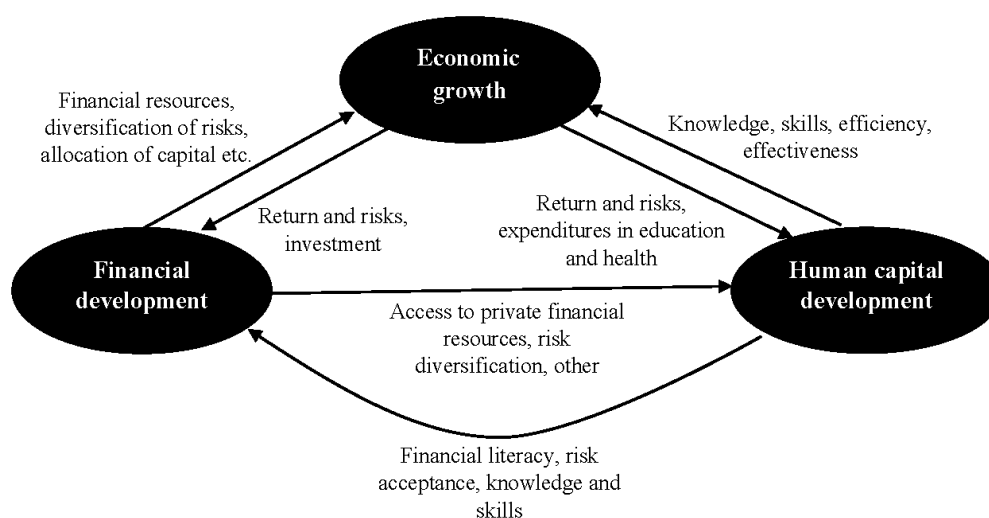 Economic
growth
Financial resources,
diversification of risks,
allocation of capital etc.
Knowledge, skills, efficiency,
effectiveness
Return and risks,
investment
Return and risks,
expenditures in education
and health
Financial
development
Human capital
development
Access to private financial
resources, risk
diversification, other
Financial literacy, risk
acceptance, knowledge and
skills